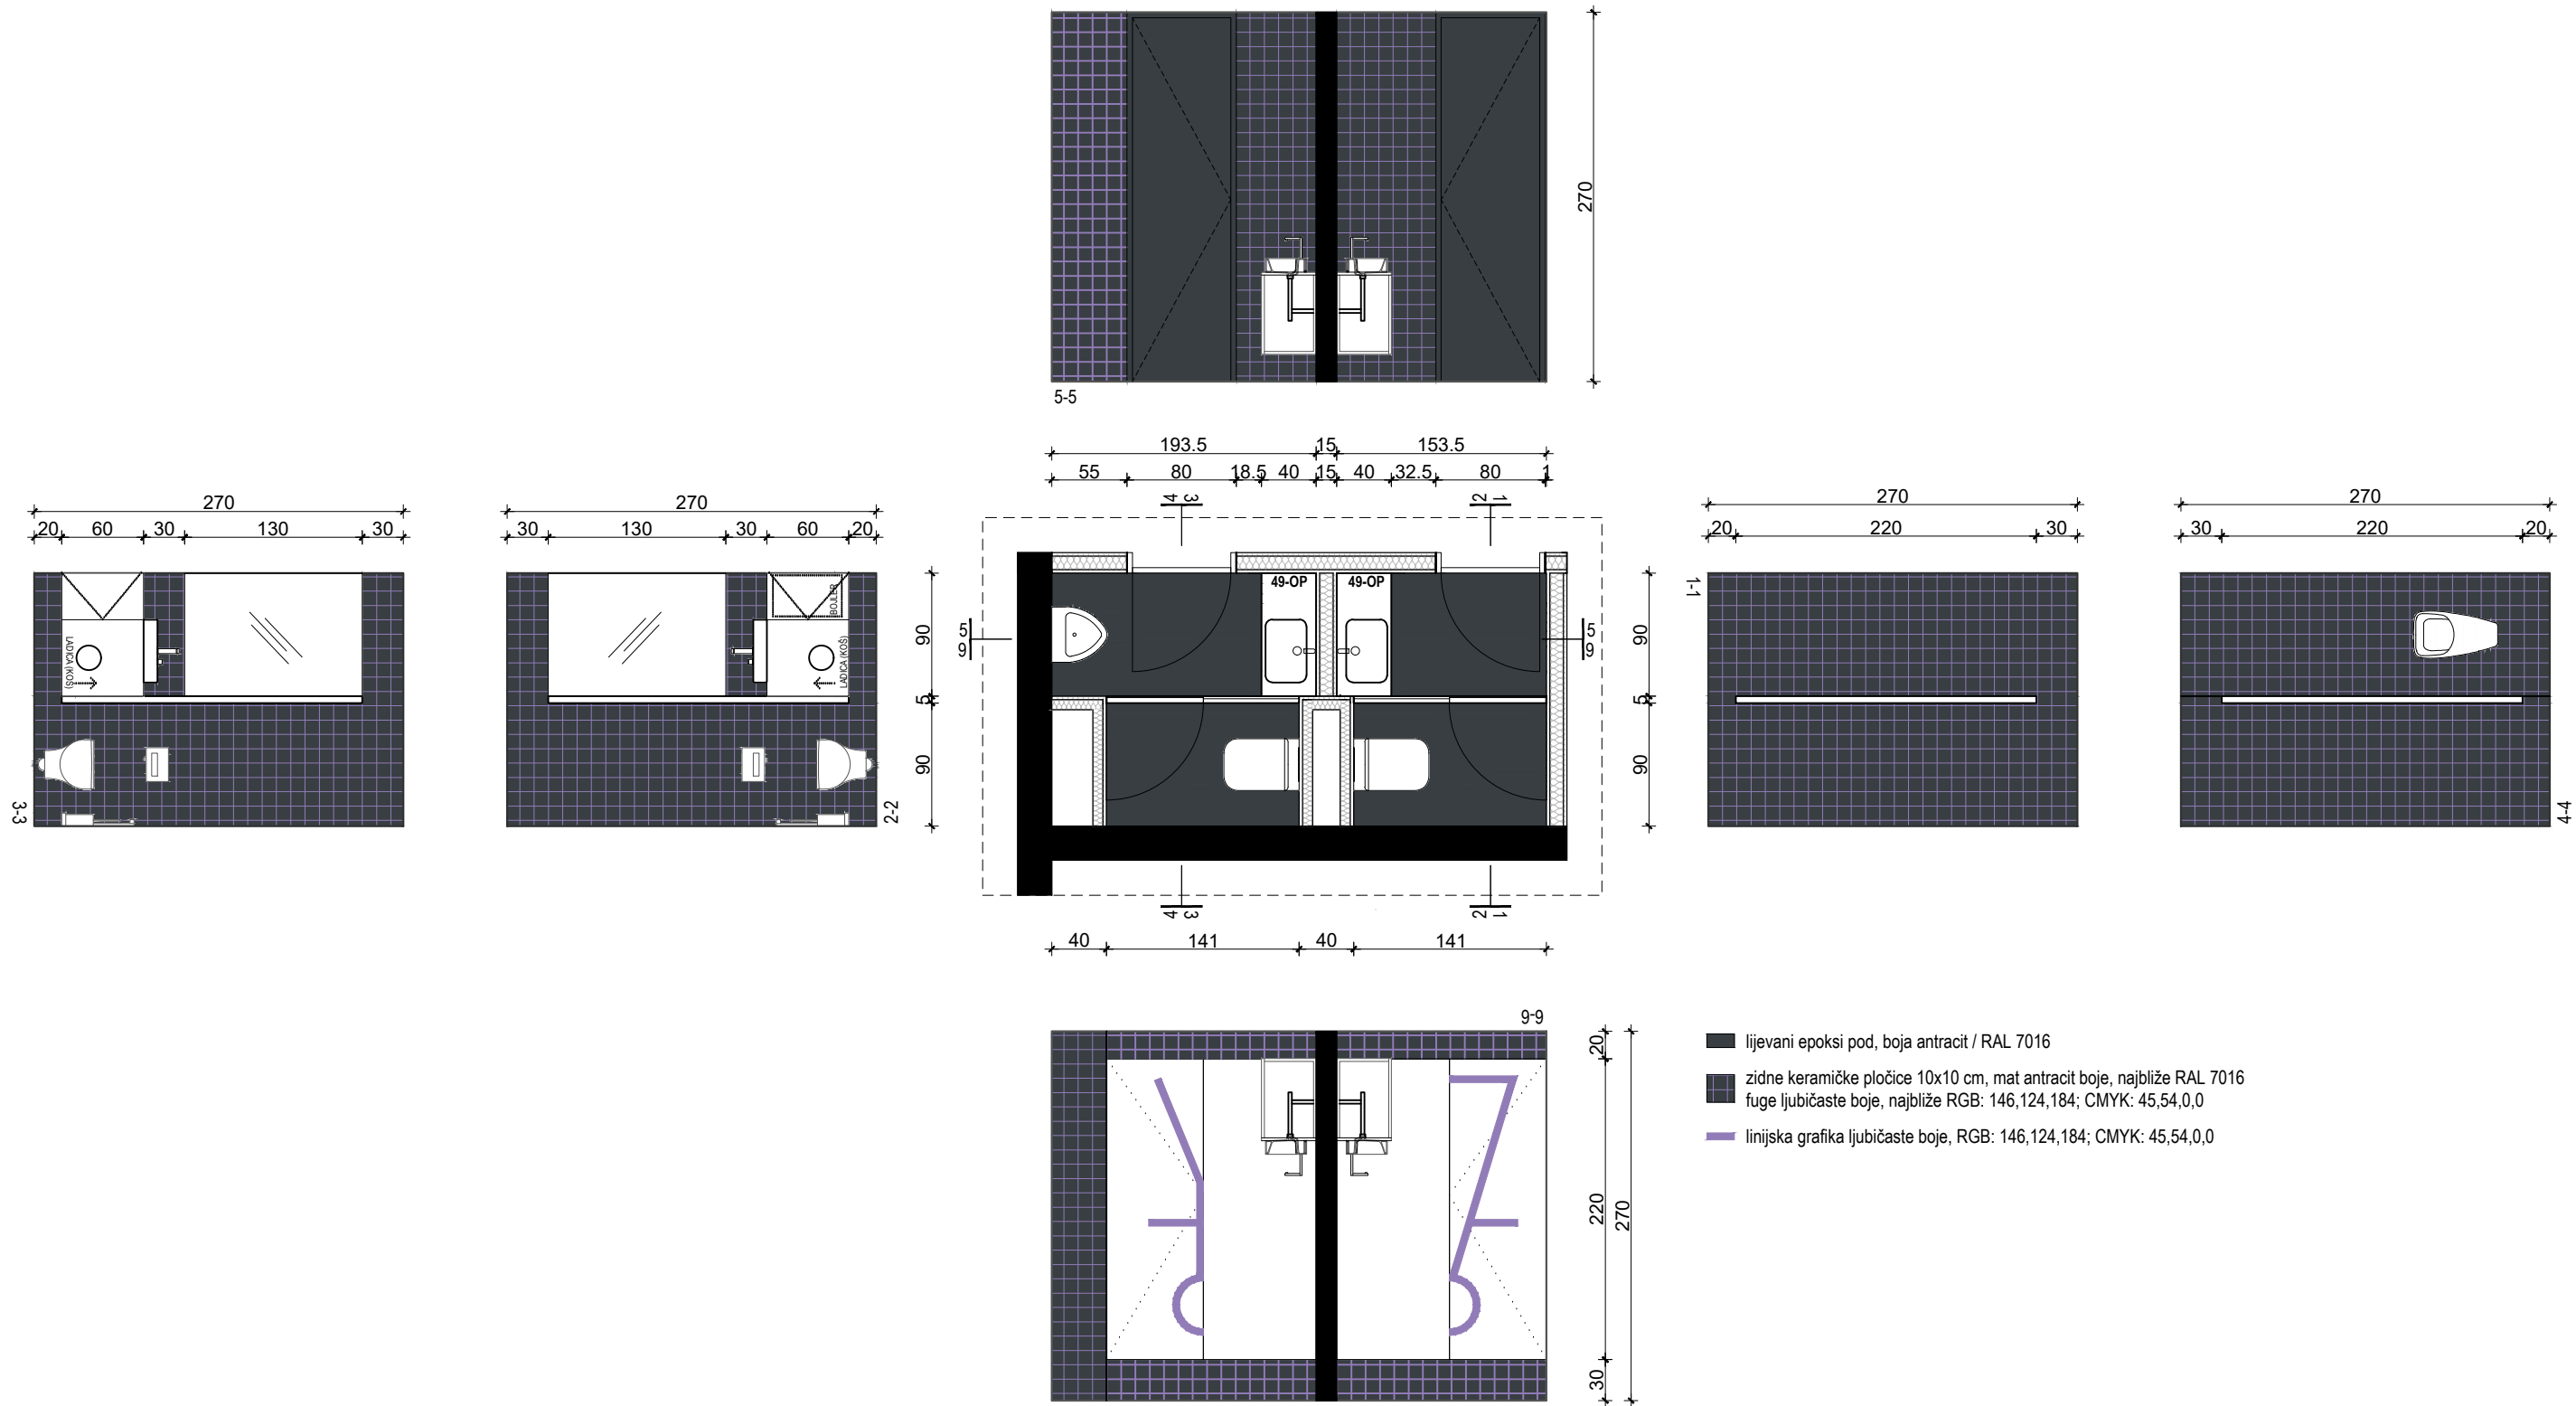 270
5-5
193.5 15 153.5
55 80 18.5 40 15 40 32.5 80 1
4 3
2 1
270
20 60 30 130 30
270
30 130 30 60 20
270
20 220 30
270
30 220 20
LADICA (KOŠ)
3-3
BOJLER
LADICA (KOŠ)
2-2
90
5
90
5
9
49-OP 49-OP
5
9
90
5
90
1-1
4-4
4 3
2 1
40 141 40 141
9-9
20
220
30
270
lijevani epoksi pod, boja antracit / RAL 7016
zidne keramičke pločice 10x10 cm, mat antracit boje, najbliže RAL 7016
fuge ljubičaste boje, najbliže RGB: 146,124,184; CMYK: 45,54,0,0
linijska grafika ljubičaste boje, RGB: 146,124,184; CMYK: 45,54,0,0